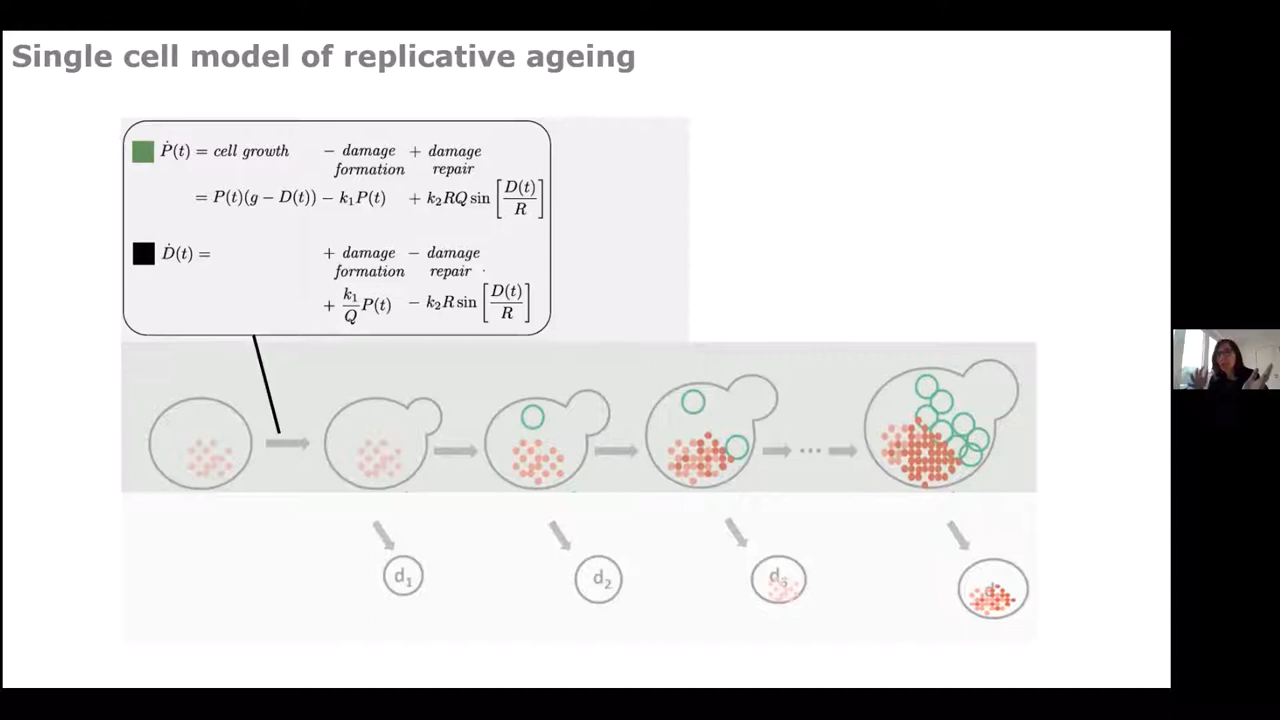 Single cell model of replicative ageing
Ṗ(t) = cell growth − damage formation + damage repair
= P(t)(g − D(t)) − k₁P(t) + k₂RQ sin [D(t)/R]
Ḋ(t) = + damage formation − damage repair
+ k₁/Q P(t) − k₂R sin [D(t)/R]
...
d₁ d₂